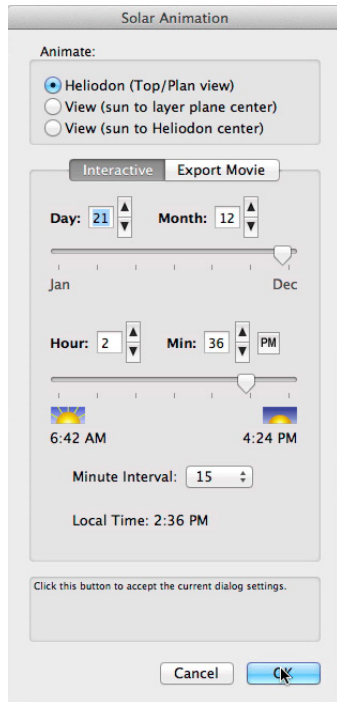 Solar Animation
Animate:
Heliodon (Top/Plan view)
View (sun to layer plane center)
View (sun to Heliodon center)
Interactive Export Movie
Day: 21 Month: 12
Jan Dec
Hour: 2 Min: 36 PM
6:42 AM 4:24 PM
Minute Interval: 15
Local Time: 2:36 PM
Click this button to accept the current dialog settings.
Cancel OK